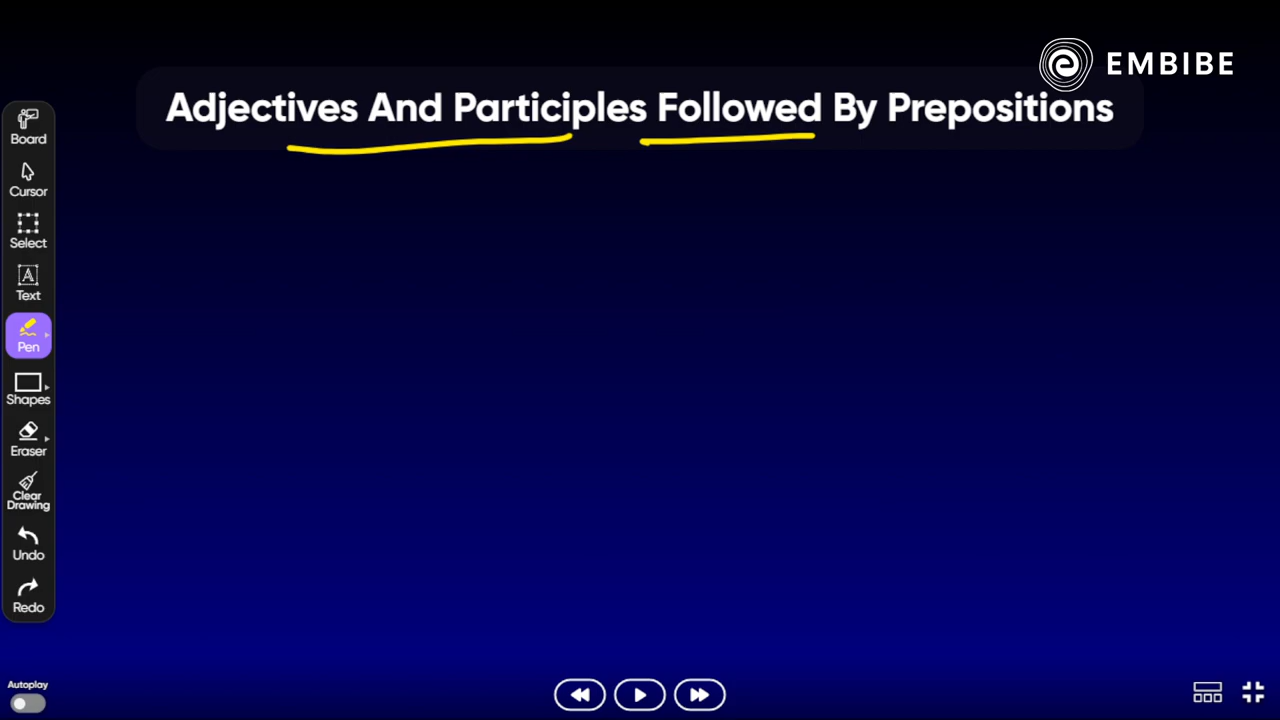 EMBIBE
Adjectives And Participles Followed By Prepositions
Board
Cursor
Select
Text
Pen
Shapes
Eraser
Clear
Drawing
Undo
Redo
Autoplay